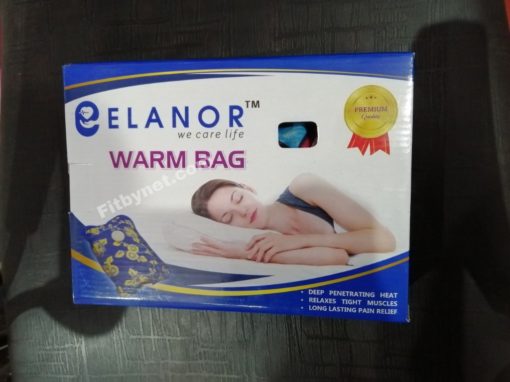 ELANOR™
we care life
WARM BAG
PREMIUM
Quality
Fitbynet.com
• DEEP PENETRATING HEAT
• RELAXES TIGHT MUSCLES
• LONG LASTING PAIN RELIEF